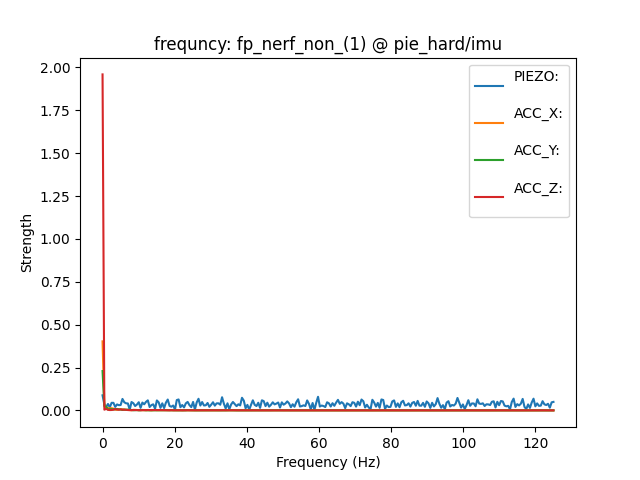 frequncy: fp_nerf_non_(1) @ pie_hard/imu
2.00
1.75
1.50
1.25
1.00
0.75
0.50
0.25
0.00
Strength
PIEZO:
ACC_X:
ACC_Y:
ACC_Z:
0 20 40 60 80 100 120
Frequency (Hz)